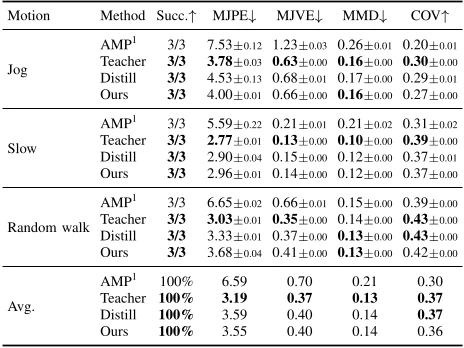 Motion Method Succ.↑ MJPE↓ MJVE↓ MMD↓ COV↑
Jog
AMP¹ 3/3 7.53±0.12 1.23±0.03 0.26±0.01 0.20±0.01
Teacher 3/3 3.78±0.03 0.63±0.00 0.16±0.00 0.30±0.00
Distill 3/3 4.53±0.13 0.68±0.01 0.17±0.00 0.29±0.01
Ours 3/3 4.00±0.01 0.66±0.00 0.16±0.00 0.27±0.00
Slow
AMP¹ 3/3 5.59±0.22 0.21±0.01 0.21±0.02 0.31±0.02
Teacher 3/3 2.77±0.01 0.13±0.00 0.10±0.00 0.39±0.00
Distill 3/3 2.90±0.04 0.15±0.00 0.12±0.00 0.37±0.01
Ours 3/3 2.96±0.01 0.14±0.00 0.12±0.00 0.37±0.00
Random walk
AMP¹ 3/3 6.65±0.02 0.66±0.01 0.15±0.00 0.39±0.00
Teacher 3/3 3.03±0.01 0.35±0.00 0.14±0.00 0.43±0.00
Distill 3/3 3.33±0.01 0.37±0.00 0.13±0.00 0.43±0.00
Ours 3/3 3.68±0.04 0.41±0.00 0.13±0.00 0.42±0.00
Avg.
AMP¹ 100% 6.59 0.70 0.21 0.30
Teacher 100% 3.19 0.37 0.13 0.37
Distill 100% 3.59 0.40 0.14 0.37
Ours 100% 3.55 0.40 0.14 0.36